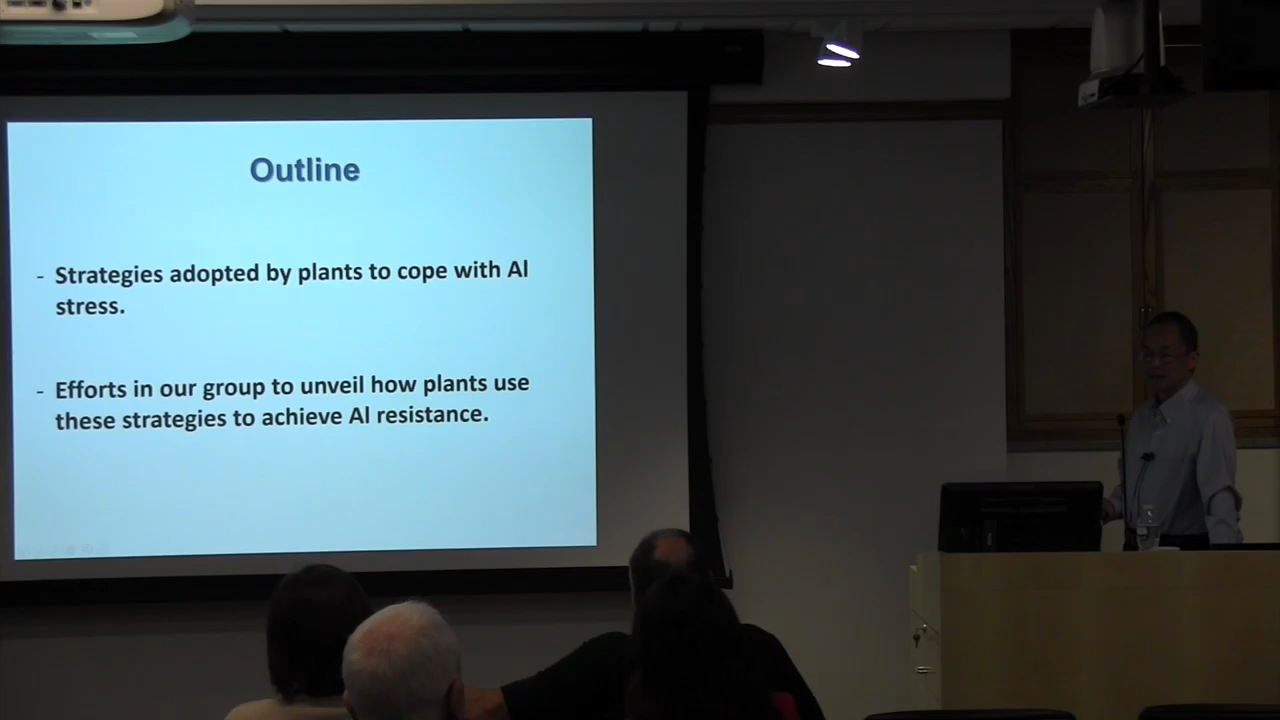 Outline
- Strategies adopted by plants to cope with Al
stress.
- Efforts in our group to unveil how plants use
these strategies to achieve Al resistance.